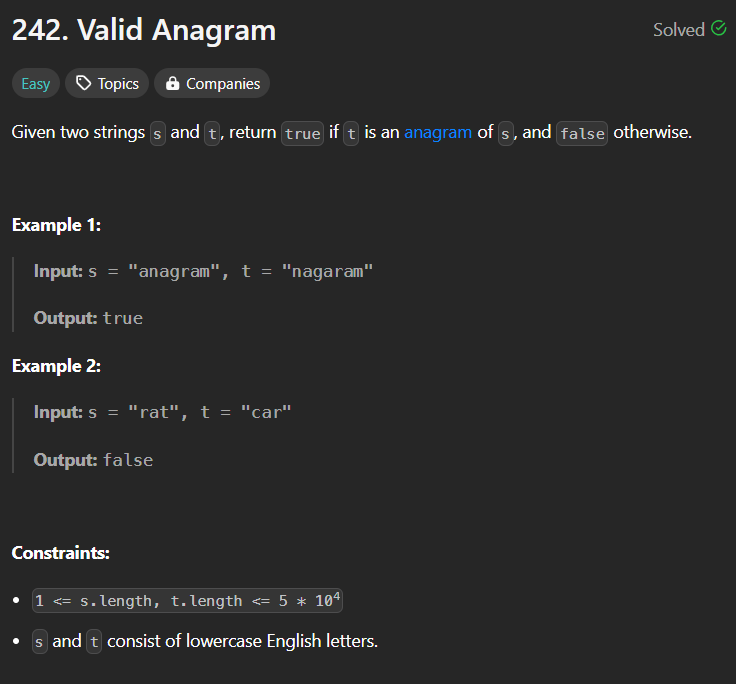 242. Valid Anagram
Solved
Easy Topics Companies
Given two strings s and t, return true if t is an anagram of s, and false otherwise.
Example 1:
Input: s = "anagram", t = "nagaram"
Output: true
Example 2:
Input: s = "rat", t = "car"
Output: false
Constraints:
• 1 <= s.length, t.length <= 5 * 10⁴
• s and t consist of lowercase English letters.